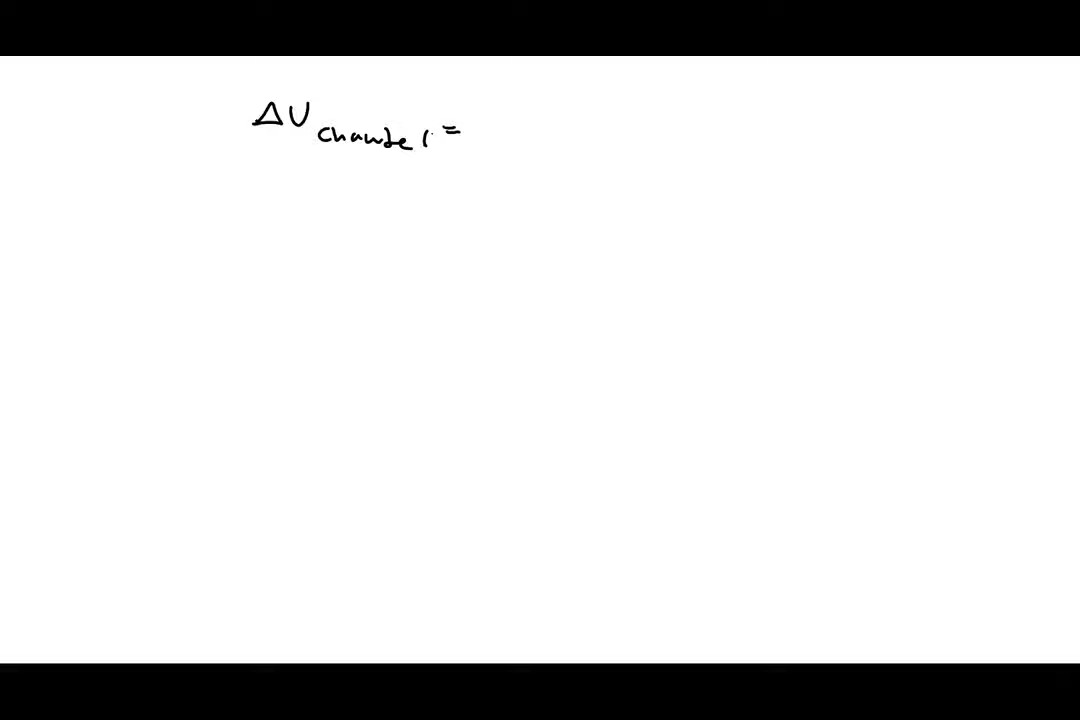 ΔU chamber 1 =